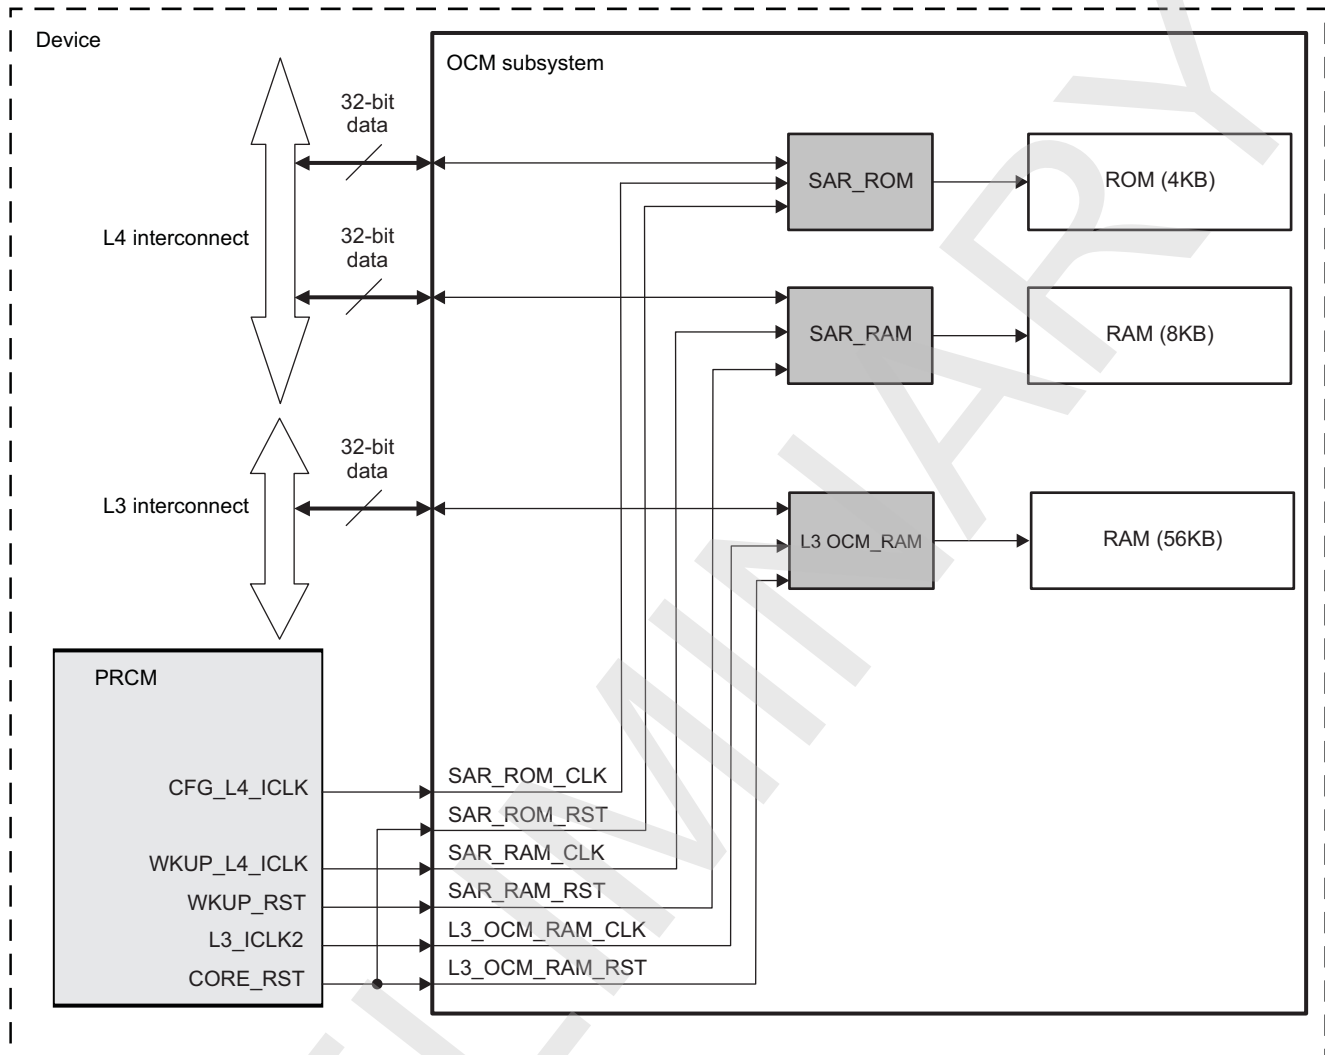 Device
OCM subsystem
32-bit
data
SAR_ROM
ROM (4KB)
L4 interconnect
32-bit
data
SAR_RAM
RAM (8KB)
32-bit
data
L3 interconnect
L3 OCM_RAM
RAM (56KB)
PRCM
CFG_L4_ICLK
SAR_ROM_CLK
SAR_ROM_RST
WKUP_L4_ICLK
SAR_RAM_CLK
WKUP_RST
SAR_RAM_RST
L3_ICLK2
L3_OCM_RAM_CLK
CORE_RST
L3_OCM_RAM_RST
LIMINARY